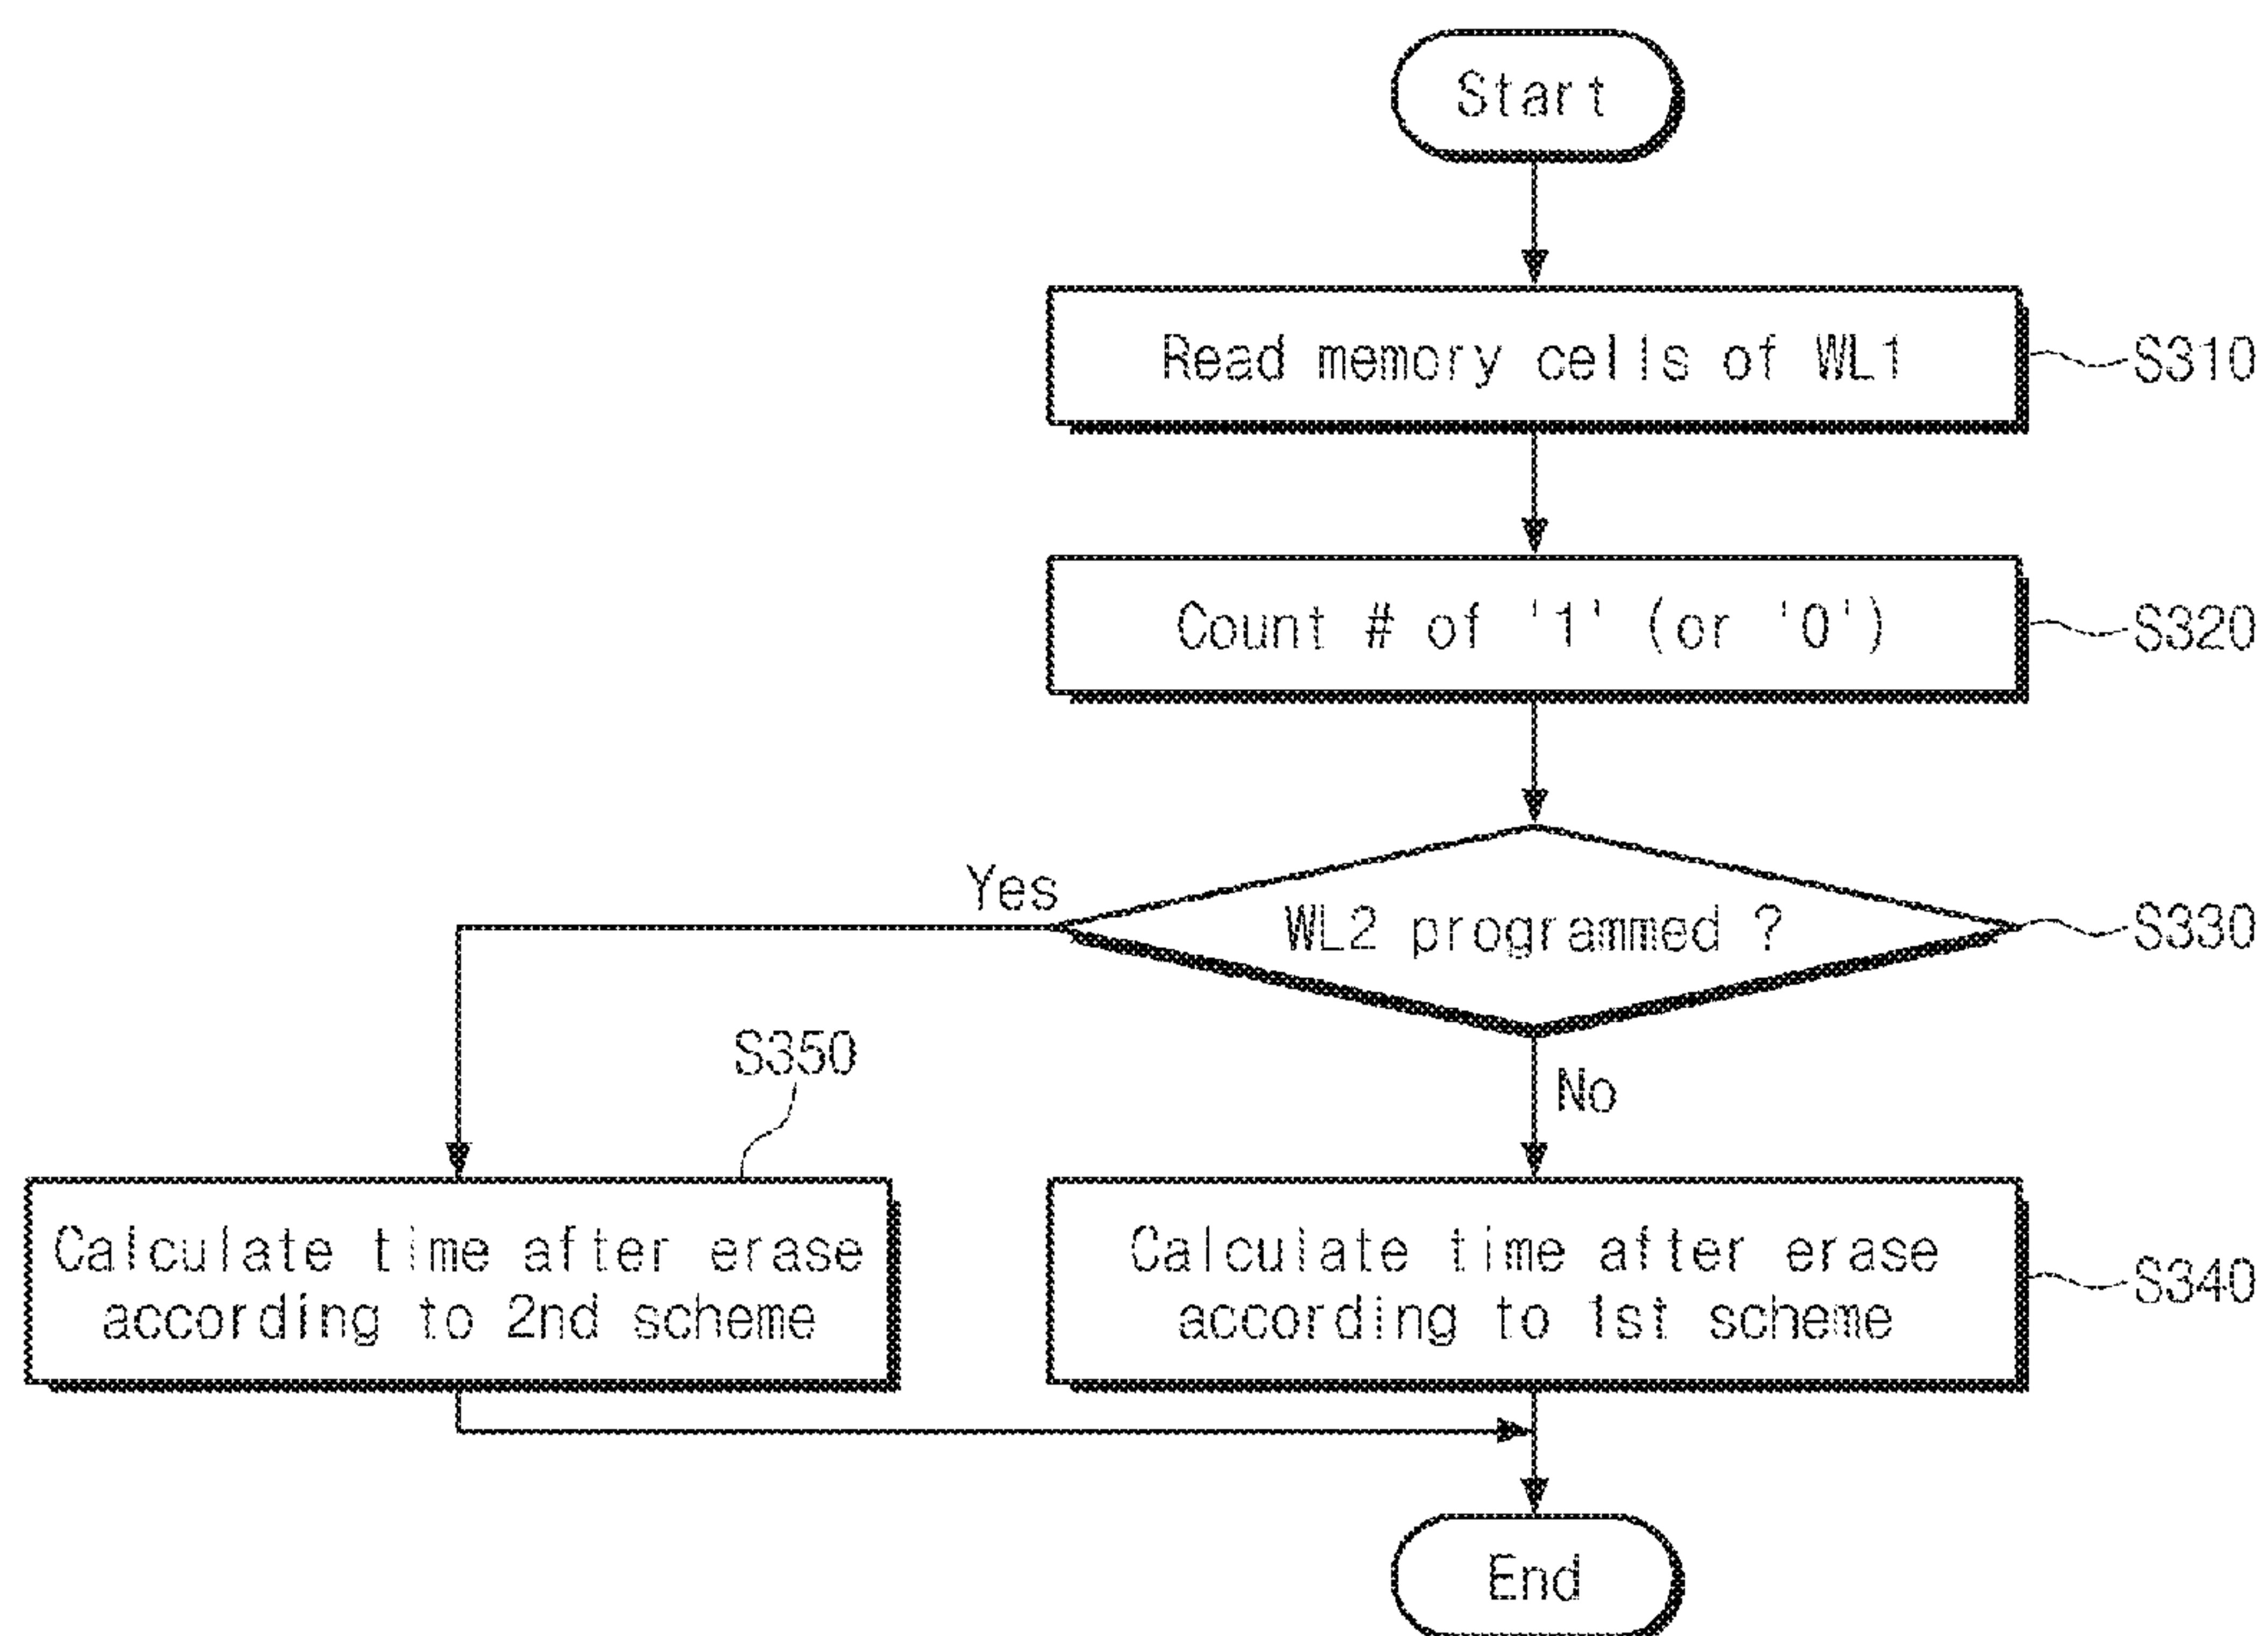 Start
Read memory cells of WL1
S310
Count # of '1' (or '0')
S320
Yes
WL2 programmed ?
S330
S350
No
Calculate time after erase
according to 2nd scheme
Calculate time after erase
according to 1st scheme
S340
End